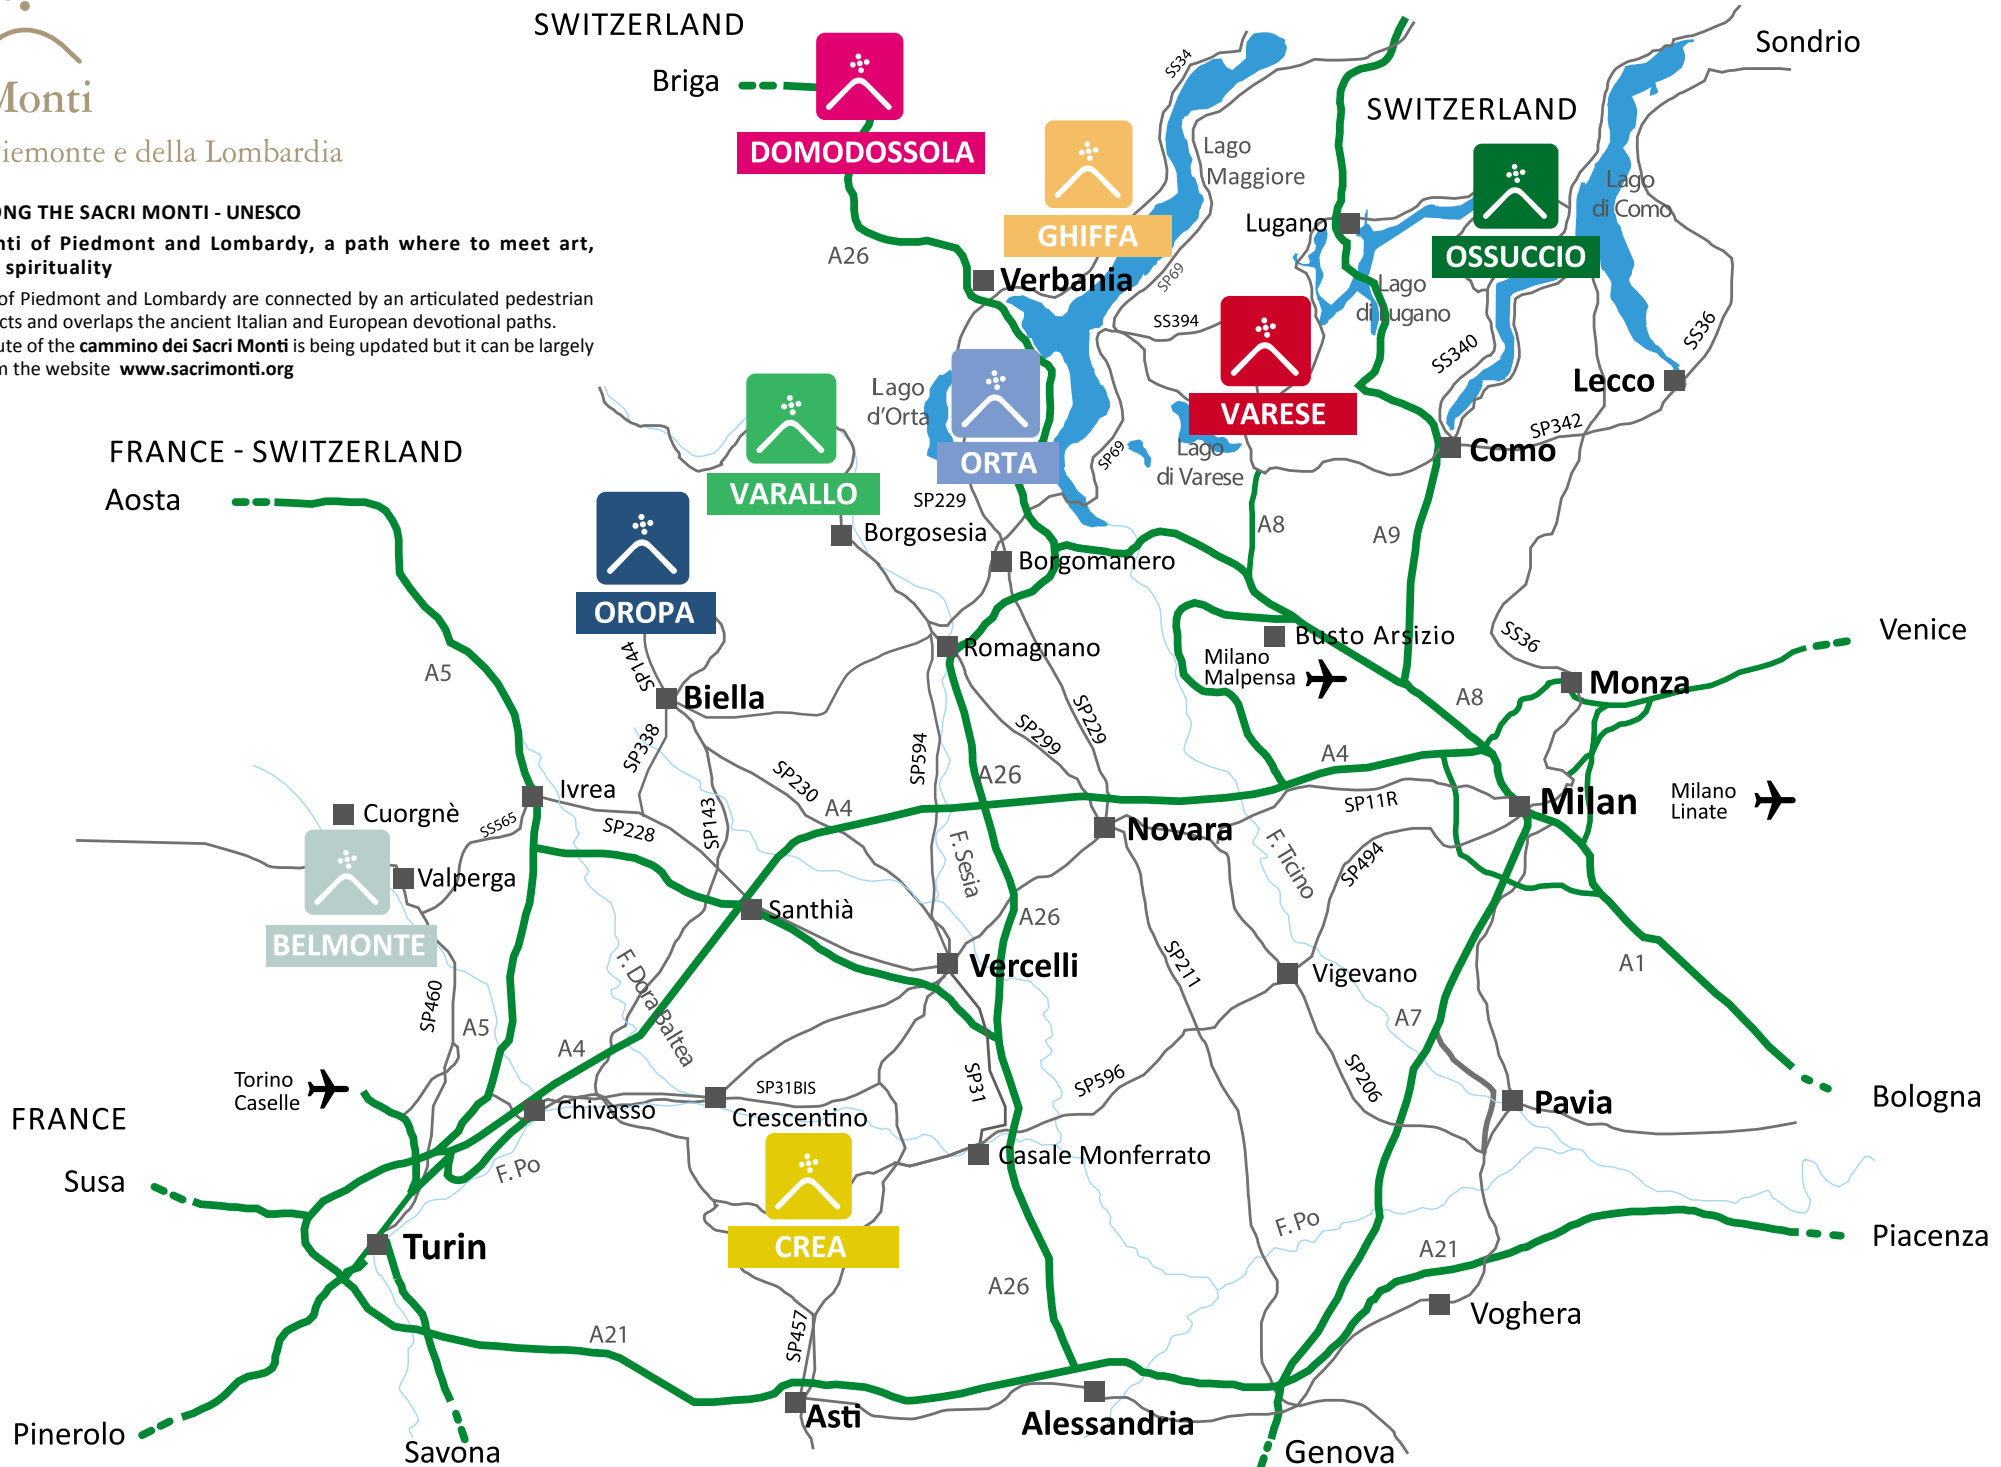 SWITZERLAND
Sondrio
Briga
Monti
iemonte e della Lombardia
ONG THE SACRI MONTI - UNESCO
nti of Piedmont and Lombardy, a path where to meet art,
spirituality
of Piedmont and Lombardy are connected by an articulated pedestrian
cts and overlaps the ancient Italian and European devotional paths.
ute of the cammino dei Sacri Monti is being updated but it can be largely
m the website www.sacrimonti.org
SS34
SWITZERLAND
DOMODOSSOLA
Lago
Maggiore
Lago
di Como
GHIFFA
Lugano
OSSUCCIO
A26
Verbania
SP69
Lago
di Lugano
SS394
SS340
SS36
Lecco
Lago
d'Orta
VARESE
SP342
FRANCE - SWITZERLAND
ORTA
SP69
Lago
di Varese
Como
Aosta
VARALLO
SP229
A8
A9
Borgosesia
Borgomanero
OROPA
SP144
Romagnano
Busto Arsizio
SS36
Venice
Milano
Malpensa
A5
Biella
Monza
A8
SP338
SP594
SP299
SP229
A4
A26
SP230
Ivrea
A4
SP11R
Milan
Milano
Linate
Cuorgnè
SS565
SP228
SP143
Novara
F. Sesia
F. Ticino
SP494
Valperga
Santhià
A26
BELMONTE
Vercelli
SP211
Vigevano
A1
F. Dora Baltea
SP460
A5
A4
A7
Torino
Caselle
SP31BIS
SP31
SP596
SP206
Bologna
FRANCE
Chivasso
Crescentino
Pavia
Casale Monferrato
Susa
F. Po
F. Po
Piacenza
Turin
CREA
A21
A26
Voghera
A21
SP457
Asti
Alessandria
Pinerolo
Savona
Genova